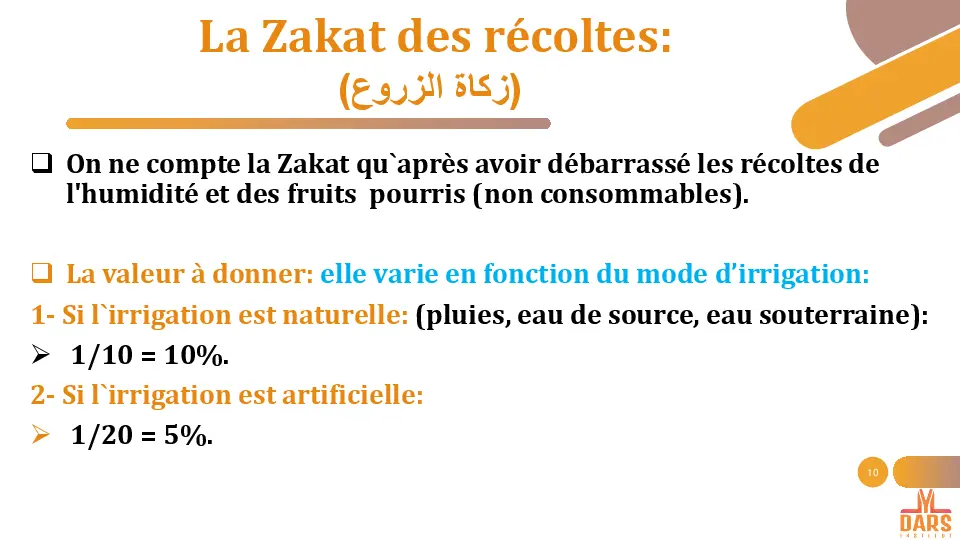 La Zakat des récoltes:
(زكاة الزروع)
❑ On ne compte la Zakat qu`après avoir débarrassé les récoltes de
l'humidité et des fruits pourris (non consommables).
❑ La valeur à donner: elle varie en fonction du mode d’irrigation:
1- Si l`irrigation est naturelle: (pluies, eau de source, eau souterraine):
➢ 1/10 = 10%.
2- Si l`irrigation est artificielle:
➢ 1/20 = 5%.
10
DARS
INSTITUT